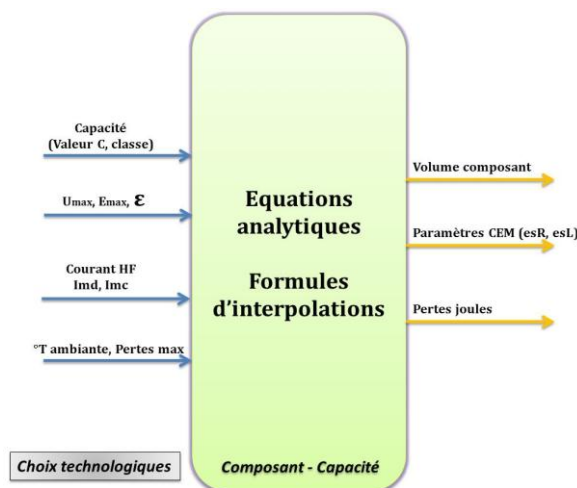 Capacité
(Valeur C, classe)
Umax, Emax, ε
Courant HF
Imd, Imc
°T ambiante, Pertes max
Choix technologiques
Equations
analytiques
Formules
d'interpolations
Composant - Capacité
Volume composant
Paramètres CEM (esR, esL)
Pertes joules